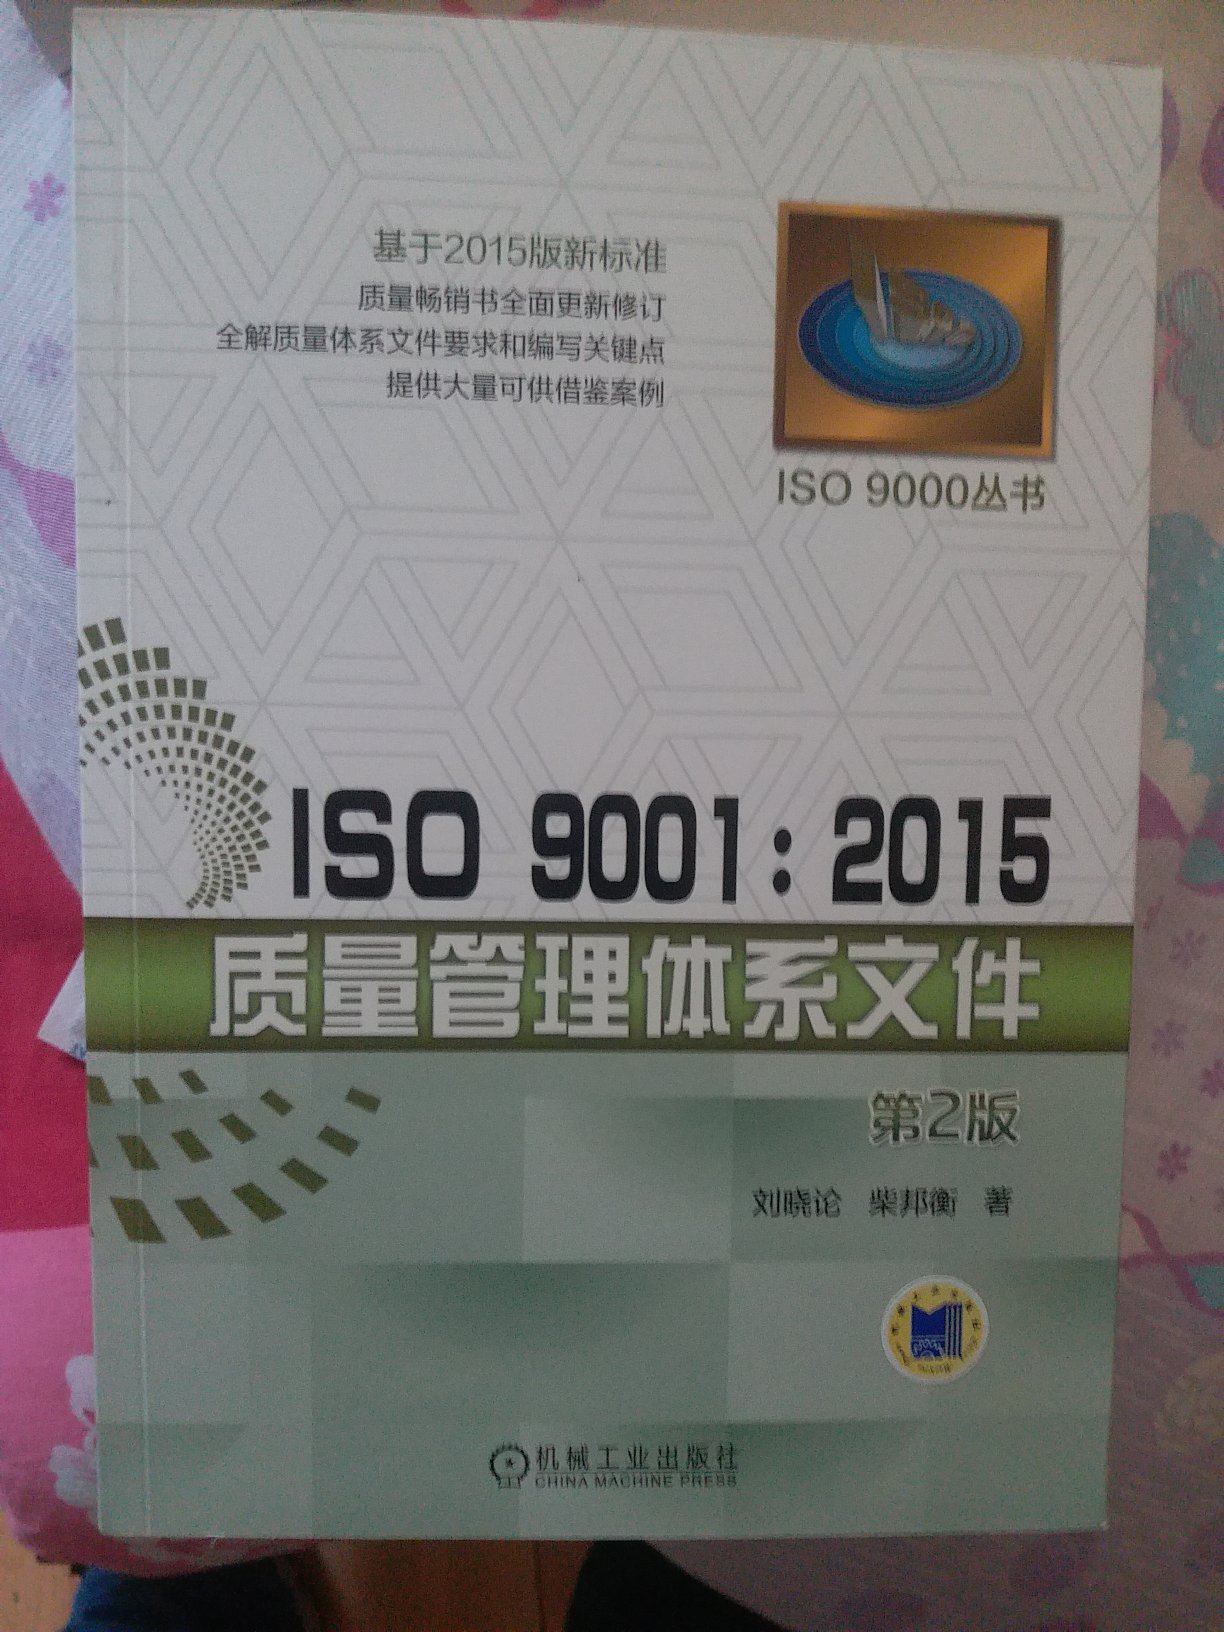 基于2015版新标准
质量畅销书全面更新修订
全解质量体系文件要求和编写关键点
提供大量可供借鉴案例
ISO 9000丛书
ISO 9001：2015
质量管理体系文件
第2版
刘晓论 柴邦衡 著
机械工业出版社
CHINA MACHINE PRESS